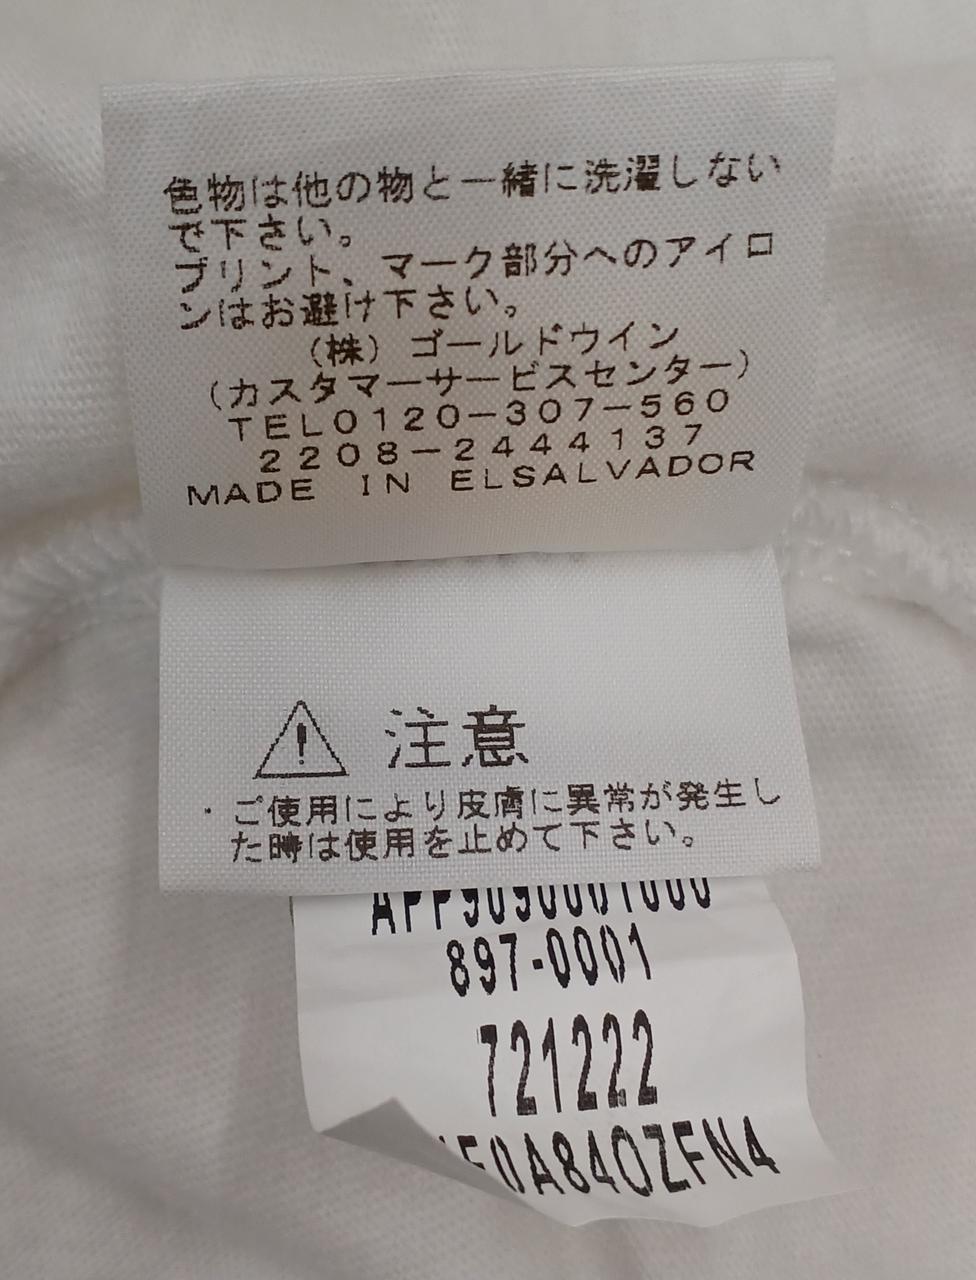 色物は他の物と一緒に洗濯しない
で下さい。
プリント、マーク部分へのアイロ
ンはお避け下さい。
(株) ゴールドウイン
(カスタマーサービスセンター)
TEL0120-307-560
2208-2444137
MADE IN ELSALVADOR
注意
・ご使用により皮膚に異常が発生し
た時は使用を止めて下さい。
897-0001
721222
F0A84OZFN4